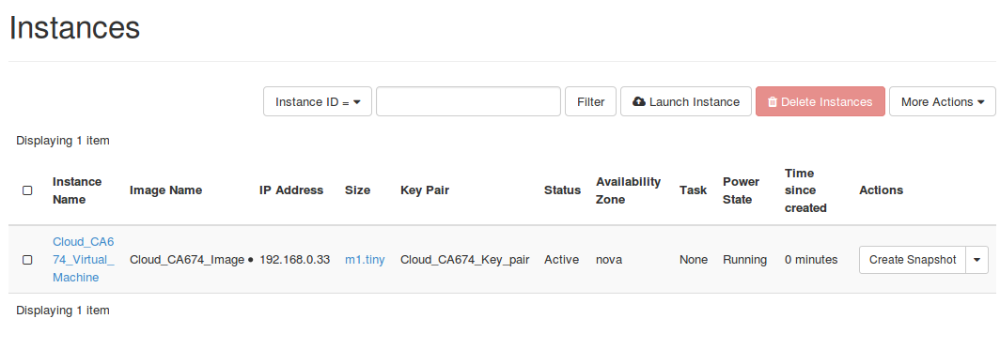 Instances
Instance ID = Filter Launch Instance Delete Instances More Actions
Displaying 1 item
Instance Name Image Name IP Address Size Key Pair Status Availability Zone Task Power State Time since created Actions
Cloud_CA674_Virtual_Machine Cloud_CA674_Image • 192.168.0.33 m1.tiny Cloud_CA674_Key_pair Active nova None Running 0 minutes Create Snapshot
Displaying 1 item